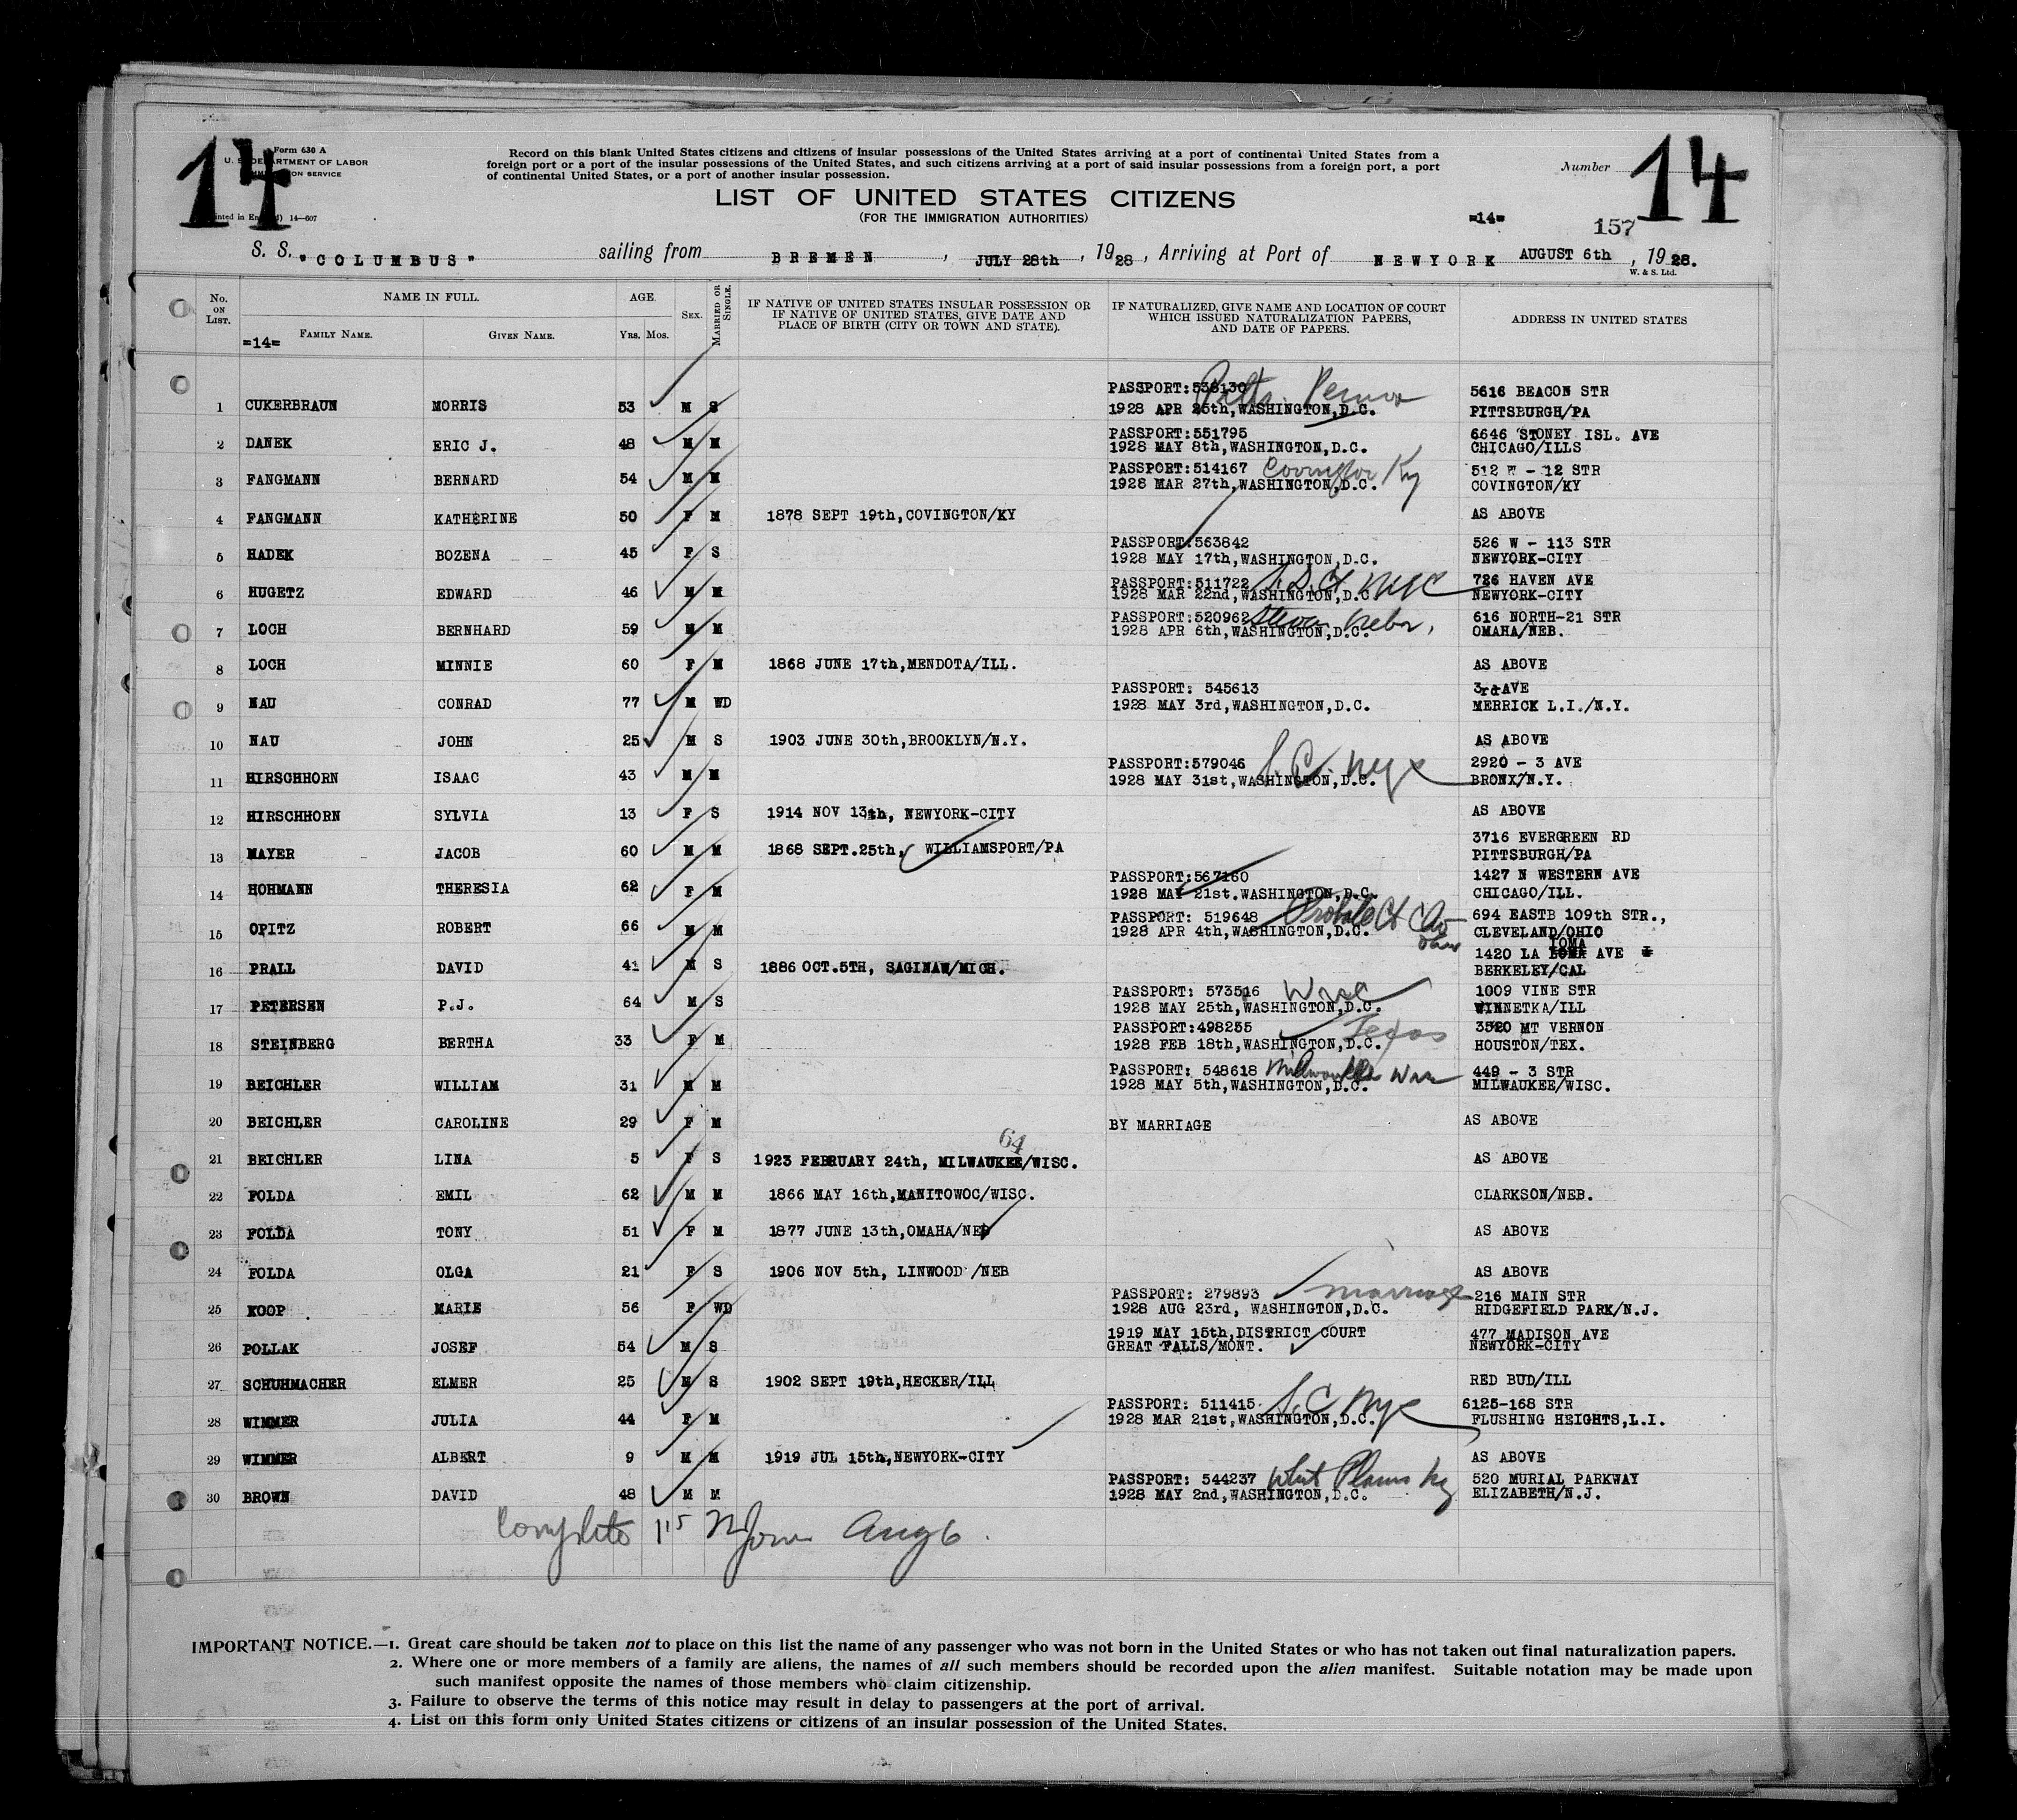 14
Form 630 A
U. S. DEPARTMENT OF LABOR
IMMIGRATION SERVICE
(Printed in England) 14—607
Record on this blank United States citizens and citizens of insular possessions of the United States arriving at a port of continental United States from a
foreign port or a port of the insular possessions of the United States, and such citizens arriving at a port of said insular possessions from a foreign port, a port
of continental United States, or a port of another insular possession.
Number 14
LIST OF UNITED STATES CITIZENS
(FOR THE IMMIGRATION AUTHORITIES)
=14=
157
S. S. "COLUMBUS" sailing from BREMEN, JULY 28th, 1928, Arriving at Port of NEWYORK AUGUST 6th, 1928.
W. & S. Ltd.
No. ON LIST. NAME IN FULL. AGE. SEX. MARRIED OR SINGLE. IF NATIVE OF UNITED STATES INSULAR POSSESSION OR IF NATIVE OF UNITED STATES, GIVE DATE AND PLACE OF BIRTH (CITY OR TOWN AND STATE). IF NATURALIZED, GIVE NAME AND LOCATION OF COURT WHICH ISSUED NATURALIZATION PAPERS, AND DATE OF PAPERS. ADDRESS IN UNITED STATES
=14= FAMILY NAME. GIVEN NAME. YRS. MOS.
PASSPORT:536130 Pitts. Penna 5616 BEACON STR
1 CUKERBRAUN MORRIS 53 M S 1928 APR 25th,WASHINGTON,D.C. PITTSBURGH/PA
PASSPORT:551795 6646 STONEY ISL. AVE
2 DANEK ERIC J. 48 M M 1928 MAY 8th,WASHINGTON,D.C. CHICAGO/ILLS
PASSPORT:514167 Covington Ky 512 W - 12 STR
3 FANGMANN BERNARD 54 M M 1928 MAR 27th,WASHINGTON,D.C. COVINGTON/KY
4 FANGMANN KATHERINE 50 F M 1878 SEPT 19th,COVINGTON/KY AS ABOVE
PASSPORT:563842 526 W - 113 STR
5 HADEK BOZENA 45 F S 1928 MAY 17th,WASHINGTON,D.C. NEWYORK-CITY
PASSPORT:511722 S.D. Ct NYC 726 HAVEN AVE
6 HUGETZ EDWARD 46 M M 1928 MAR 22nd,WASHINGTON,D.C NEWYORK-CITY
PASSPORT:520962 Nebr, 616 NORTH-21 STR
7 LOCH BERNHARD 59 M M 1928 APR 6th,WASHINGTON,D.C. OMAHA/NEB.
8 LOCH MINNIE 60 F M 1868 JUNE 17th,MENDOTA/ILL. AS ABOVE
PASSPORT: 545613 3rd AVE
9 NAU CONRAD 77 M WD 1928 MAY 3rd,WASHINGTON,D.C. MERRICK L.I./N.Y.
10 NAU JOHN 25 M S 1903 JUNE 30th,BROOKLYN/N.Y. AS ABOVE
PASSPORT:579046 S.C. NYC 2920 - 3 AVE
11 HIRSCHHORN ISAAC 43 M M 1928 MAY 31st,WASHINGTON,D.C. BRONX/N.Y.
12 HIRSCHHORN SYLVIA 13 F S 1914 NOV 13th, NEWYORK-CITY AS ABOVE
3716 EVERGREEN RD
13 MAYER JACOB 60 M M 1868 SEPT.25th, WILLIAMSPORT/PA PITTSBURGH/PA
PASSPORT:567160 1427 N WESTERN AVE
14 HOHMANN THERESIA 62 F M 1928 MAY 21st.WASHINGTON,D.C. CHICAGO/ILL.
PASSPORT: 519648 Probate Ct Clev Ohio 694 EASTB 109th STR.,
15 OPITZ ROBERT 66 M M 1928 APR 4th,WASHINGTON,D.C. CLEVELAND/OHIO
LOMA
1420 LA AVE
16 PRALL DAVID 41 M S 1886 OCT.5TH, SAGINAW/MICH. BERKELEY/CAL
PASSPORT: 573516 Wisc 1009 VINE STR
17 PETERSEN P.J. 64 M S 1928 MAY 25th,WASHINGTON,D.C. WINNETKA/ILL
PASSPORT:498255 Texas 3520 MT VERNON
18 STEINBERG BERTHA 33 F M 1928 FEB 18th,WASHINGTON,D.C. HOUSTON/TEX.
PASSPORT: 548618 Milwaukee Wis 449 - 3 STR
19 BEICHLER WILLIAM 31 M M 1928 MAY 5th,WASHINGTON,D.C. MILWAUKEE/WISC.
20 BEICHLER CAROLINE 29 F M BY MARRIAGE AS ABOVE
64
21 BEICHLER LINA 5 F S 1923 FEBRUARY 24th, MILWAUKEE/WISC. AS ABOVE
22 FOLDA EMIL 62 M M 1866 MAY 16th,MANITOWOC/WISC. CLARKSON/NEB.
23 FOLDA TONY 51 F M 1877 JUNE 13th,OMAHA/NEB AS ABOVE
24 FOLDA OLGA 21 F S 1906 NOV 5th, LINWOOD /NEB AS ABOVE
PASSPORT: 279893 marriage 216 MAIN STR
25 KOOP MARIE 56 F WD 1928 AUG 23rd, WASHINGTON,D.C. RIDGEFIELD PARK/N.J.
1919 MAY 15th,DISTRICT COURT 477 MADISON AVE
26 POLLAK JOSEF 54 M S GREAT FALLS/MONT. NEWYORK-CITY
27 SCHUHMACHER ELMER 25 M S 1902 SEPT 19th,HECKER/ILL RED BUD/ILL
PASSPORT: 511415 S.C NYC 6125-168 STR
28 WIMMER JULIA 44 F M 1928 MAR 21st,WASHINGTON,D.C. FLUSHING HEIGHTS,L.I.
29 WIMMER ALBERT 9 M M 1919 JUL 15th,NEWYORK-CITY AS ABOVE
PASSPORT: 544237 White Plains Ny 520 MURIAL PARKWAY
30 BROWN DAVID 48 M M 1928 MAY 2nd,WASHINGTON,D.C. ELIZABETH/N.J.
Complete Aug 6.
IMPORTANT NOTICE.—1. Great care should be taken not to place on this list the name of any passenger who was not born in the United States or who has not taken out final naturalization papers.
2. Where one or more members of a family are aliens, the names of all such members should be recorded upon the alien manifest. Suitable notation may be made upon
such manifest opposite the names of those members who claim citizenship.
3. Failure to observe the terms of this notice may result in delay to passengers at the port of arrival.
4. List on this form only United States citizens or citizens of an insular possession of the United States.